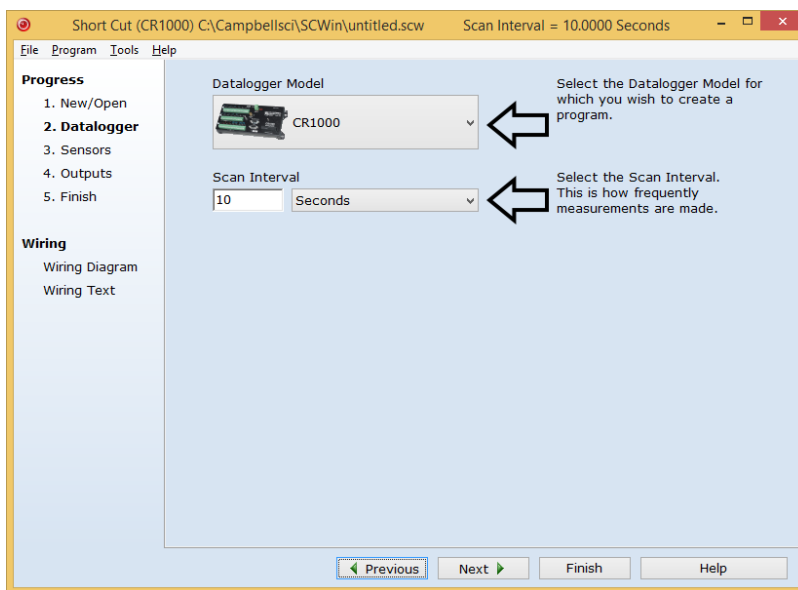 Short Cut (CR1000) C:\Campbellsci\SCWin\untitled.scw Scan Interval = 10.0000 Seconds
File Program Tools Help
Progress
1. New/Open
2. Datalogger
3. Sensors
4. Outputs
5. Finish
Wiring
Wiring Diagram
Wiring Text
Datalogger Model
CR1000
Select the Datalogger Model for
which you wish to create a
program.
Scan Interval
10 Seconds
Select the Scan Interval.
This is how frequently
measurements are made.
Previous Next Finish Help